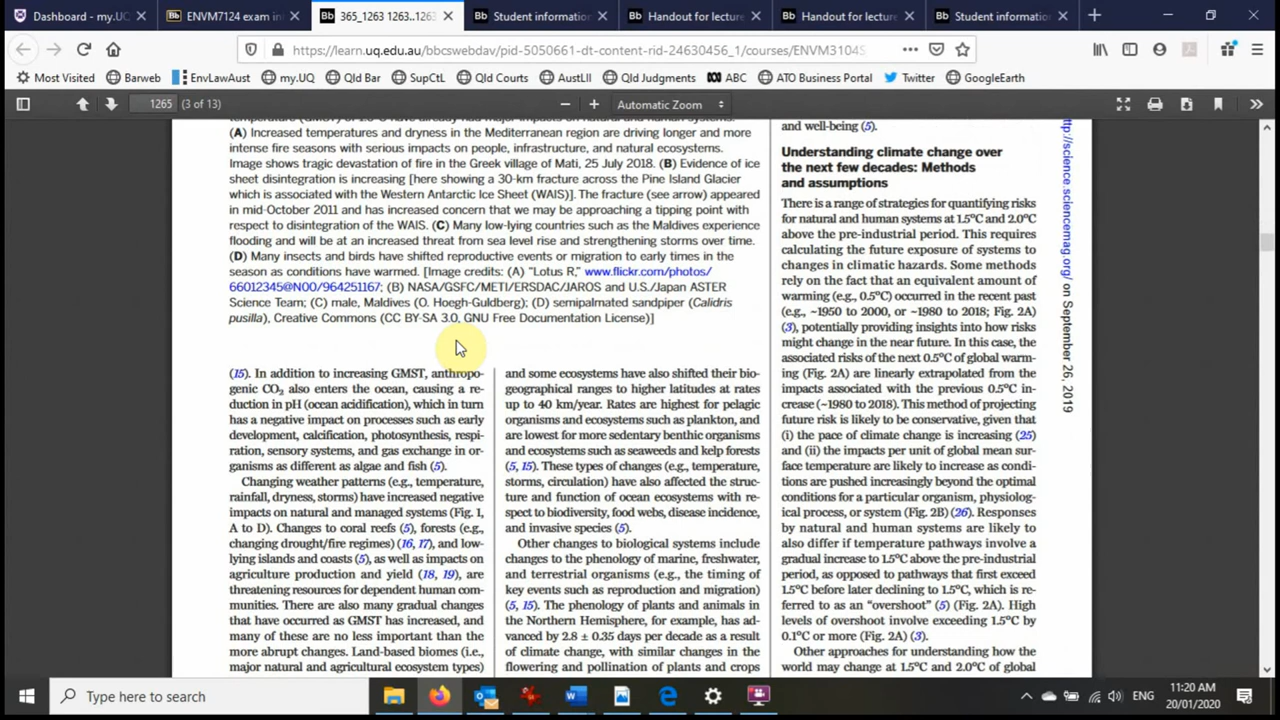 Dashboard - my.U
ENVM7124 exam in
365_1263 1263..1263
Student informatio
Handout for lectur
Handout for lectur
Student informatio
https://learn.uq.edu.au/bbcswebdav/pid-5050661-dt-content-rid-24630456_1/courses/ENVM3104S
Most Visited Barweb EnvLawAust my.UQ Qld Bar SupCtL Qld Courts AustLII Qld Judgments ABC ATO Business Portal Twitter GoogleEarth
1265 (3 of 13) Automatic Zoom
(A) Increased temperatures and dryness in the Mediterranean region are driving longer and more
intense fire seasons with serious impacts on people, infrastructure, and natural ecosystems.
Image shows tragic devastation of fire in the Greek village of Mati, 25 July 2018. (B) Evidence of ice
sheet disintegration is increasing [here showing a 30-km fracture across the Pine Island Glacier
which is associated with the Western Antarctic Ice Sheet (WAIS)]. The fracture (see arrow) appeared
in mid-October 2011 and has increased concern that we may be approaching a tipping point with
respect to disintegration of the WAIS. (C) Many low-lying countries such as the Maldives experience
flooding and will be at an increased threat from sea level rise and strengthening storms over time.
(D) Many insects and birds have shifted reproductive events or migration to early times in the
season as conditions have warmed. [Image credits: (A) “Lotus R,” www.flickr.com/photos/
66012345@N00/964251167; (B) NASA/GSFC/METI/ERSDAC/JAROS and U.S./Japan ASTER
Science Team; (C) male, Maldives (O. Hoegh-Guldberg); (D) semipalmated sandpiper (Calidris
pusilla), Creative Commons (CC BY-SA 3.0, GNU Free Documentation License)]
(15). In addition to increasing GMST, anthropo-
genic CO2 also enters the ocean, causing a re-
duction in pH (ocean acidification), which in turn
has a negative impact on processes such as early
development, calcification, photosynthesis, respi-
ration, sensory systems, and gas exchange in or-
ganisms as different as algae and fish (5).
Changing weather patterns (e.g., temperature,
rainfall, dryness, storms) have increased negative
impacts on natural and managed systems (Fig. 1,
A to D). Changes to coral reefs (5), forests (e.g.,
changing drought/fire regimes) (16, 17), and low-
lying islands and coasts (5), as well as impacts on
agriculture production and yield (18, 19), are
threatening resources for dependent human com-
munities. There are also many gradual changes
that have occurred as GMST has increased, and
many of these are no less important than the
more abrupt changes. Land-based biomes (i.e.,
major natural and agricultural ecosystem types)
and some ecosystems have also shifted their bio-
geographical ranges to higher latitudes at rates
up to 40 km/year. Rates are highest for pelagic
organisms and ecosystems such as plankton, and
are lowest for more sedentary benthic organisms
and ecosystems such as seaweeds and kelp forests
(5, 15). These types of changes (e.g., temperature,
storms, circulation) have also affected the struc-
ture and function of ocean ecosystems with re-
spect to biodiversity, food webs, disease incidence,
and invasive species (5).
Other changes to biological systems include
changes to the phenology of marine, freshwater,
and terrestrial organisms (e.g., the timing of
key events such as reproduction and migration)
(5, 15). The phenology of plants and animals in
the Northern Hemisphere, for example, has ad-
vanced by 2.8 ± 0.35 days per decade as a result
of climate change, with similar changes in the
flowering and pollination of plants and crops
and well-being (5).
Understanding climate change over
the next few decades: Methods
and assumptions
There is a range of strategies for quantifying risks
for natural and human systems at 1.5°C and 2.0°C
above the pre-industrial period. This requires
calculating the future exposure of systems to
changes in climatic hazards. Some methods
rely on the fact that an equivalent amount of
warming (e.g., 0.5°C) occurred in the recent past
(e.g., ~1950 to 2000, or ~1980 to 2018; Fig. 2A)
(3), potentially providing insights into how risks
might change in the near future. In this case, the
associated risks of the next 0.5°C of global warm-
ing (Fig. 2A) are linearly extrapolated from the
impacts associated with the previous 0.5°C in-
crease (~1980 to 2018). This method of projecting
future risk is likely to be conservative, given that
(i) the pace of climate change is increasing (25)
and (ii) the impacts per unit of global mean sur-
face temperature are likely to increase as condi-
tions are pushed increasingly beyond the optimal
conditions for a particular organism, physiolog-
ical process, or system (Fig. 2B) (26). Responses
by natural and human systems are likely to
also differ if temperature pathways involve a
gradual increase to 1.5°C above the pre-industrial
period, as opposed to pathways that first exceed
1.5°C before later declining to 1.5°C, which is re-
ferred to as an “overshoot” (5) (Fig. 2A). High
levels of overshoot involve exceeding 1.5°C by
0.1°C or more (Fig. 2A) (3).
Other approaches for understanding how the
world may change at 1.5°C and 2.0°C of global
http://science.sciencemag.org/ on September 26, 2019
Type here to search
ENG
11:20 AM
20/01/2020